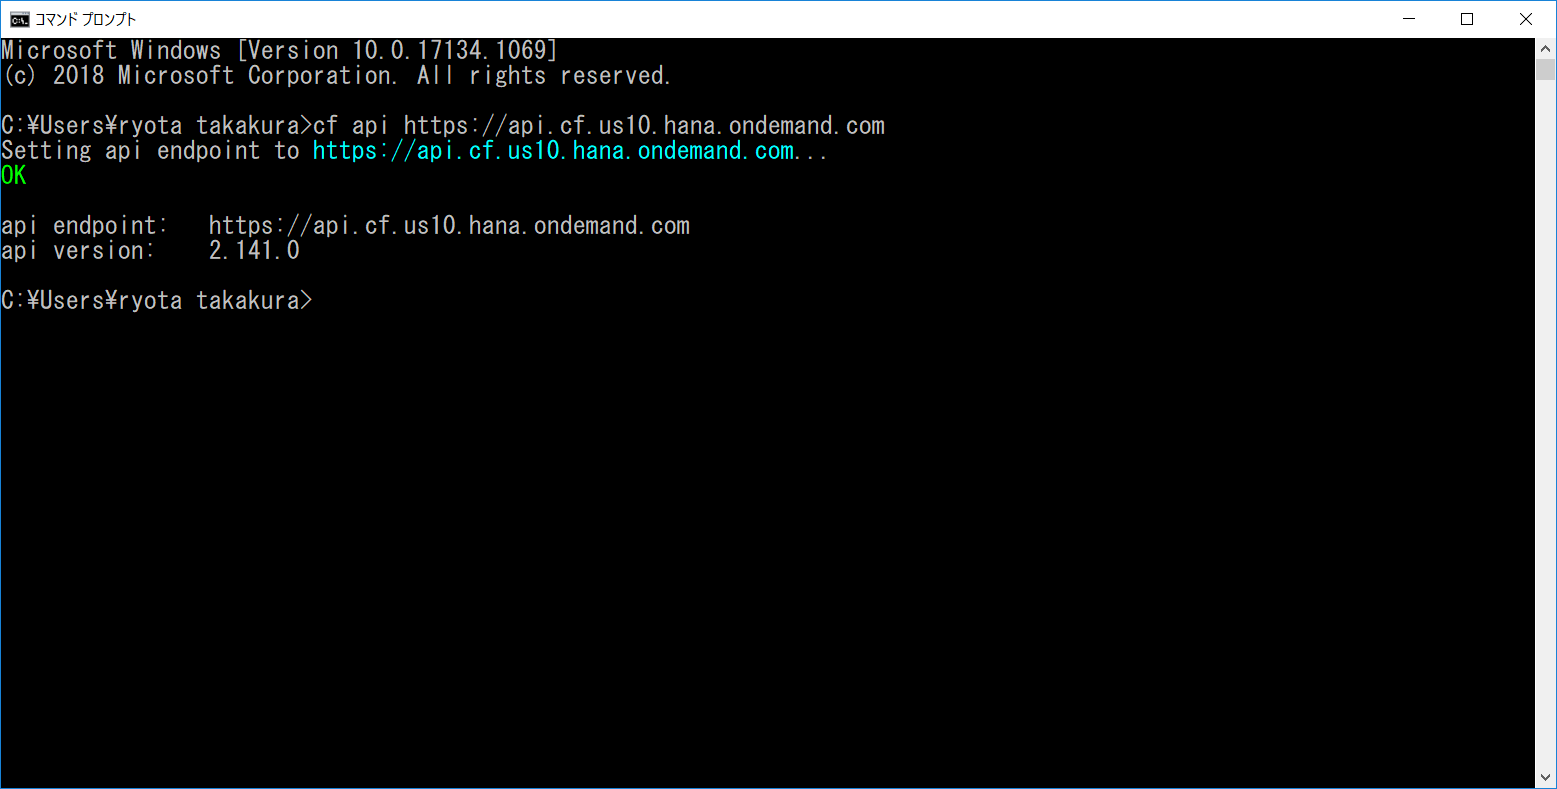 コマンド プロンプト
Microsoft Windows [Version 10.0.17134.1069]
(c) 2018 Microsoft Corporation. All rights reserved.
C:¥Users¥ryota takakura>cf api https://api.cf.us10.hana.ondemand.com
Setting api endpoint to https://api.cf.us10.hana.ondemand.com...
OK
api endpoint:   https://api.cf.us10.hana.ondemand.com
api version:    2.141.0
C:¥Users¥ryota takakura>